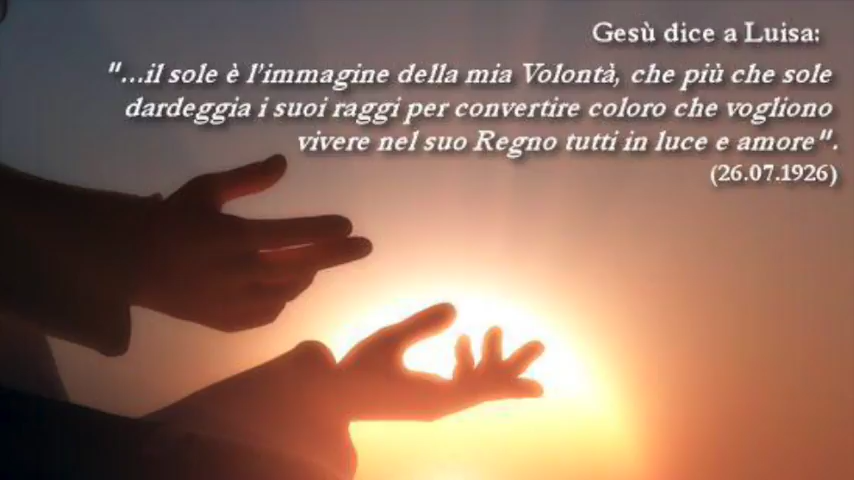 Gesù dice a Luisa:
"...il sole è l'immagine della mia Volontà, che più che sole
dardeggia i suoi raggi per convertire coloro che vogliono
vivere nel suo Regno tutti in luce e amore".
(26.07.1926)